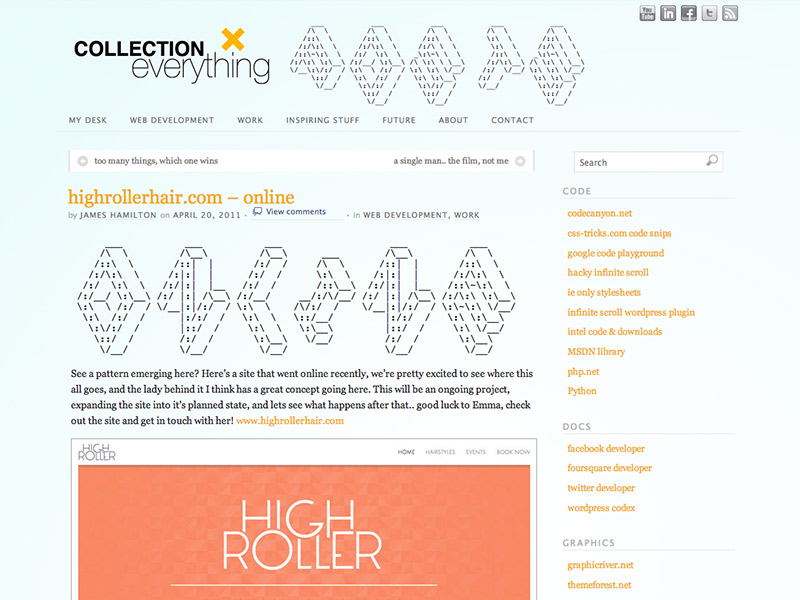 COLLECTION
everything
MY DESK WEB DEVELOPMENT WORK INSPIRING STUFF FUTURE ABOUT CONTACT
too many things, which one wins a single man.. the film, not me
highrollerhair.com – online
by JAMES HAMILTON on APRIL 20, 2011 · View comments · in WEB DEVELOPMENT, WORK
online
See a pattern emerging here? Here's a site that went online recently, we're pretty excited to see where this
all goes, and the lady behind it I think has a great concept going here. This will be an ongoing project,
expanding the site into it's planned state, and lets see what happens after that.. good luck to Emma, check
out the site and get in touch with her! www.highrollerhair.com
HIGH
ROLLER
HOME HAIRSTYLES EVENTS BOOK NOW
HIGH
ROLLER
Search
CODE
codecanyon.net
css-tricks.com code snips
google code playground
hacky infinite scroll
ie only stylesheets
infinite scroll wordpress plugin
intel code & downloads
MSDN library
php.net
Python
DOCS
facebook developer
foursquare developer
twitter developer
wordpress codex
GRAPHICS
graphicriver.net
themeforest.net